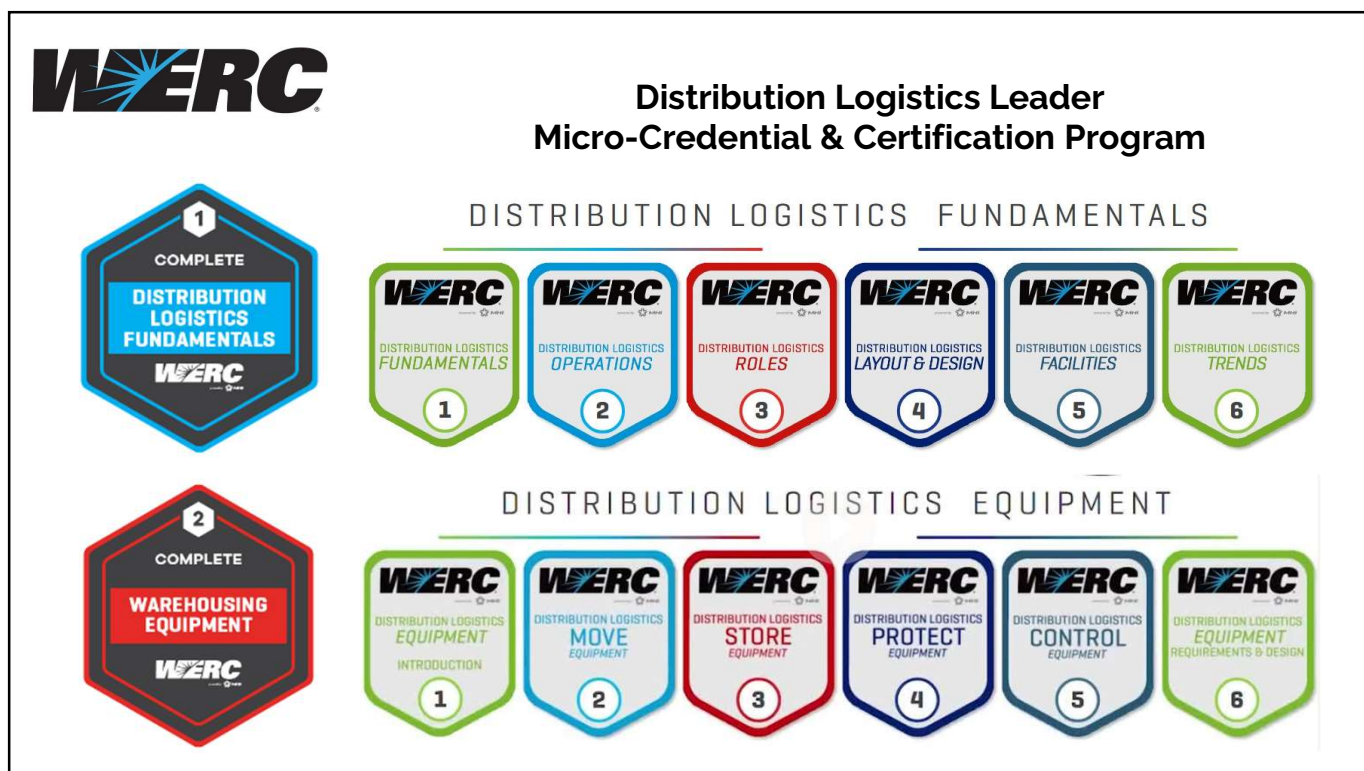 WERC
Distribution Logistics Leader
Micro-Credential & Certification Program
1
COMPLETE
DISTRIBUTION
LOGISTICS
FUNDAMENTALS
WERC
DISTRIBUTION LOGISTICS FUNDAMENTALS
WERC
DISTRIBUTION LOGISTICS
FUNDAMENTALS
1
WERC
DISTRIBUTION LOGISTICS
OPERATIONS
2
WERC
DISTRIBUTION LOGISTICS
ROLES
3
WERC
DISTRIBUTION LOGISTICS
LAYOUT & DESIGN
4
WERC
DISTRIBUTION LOGISTICS
FACILITIES
5
WERC
DISTRIBUTION LOGISTICS
TRENDS
6
2
COMPLETE
WAREHOUSING
EQUIPMENT
WERC
DISTRIBUTION LOGISTICS EQUIPMENT
WERC
DISTRIBUTION LOGISTICS
EQUIPMENT
INTRODUCTION
1
WERC
DISTRIBUTION LOGISTICS
MOVE
EQUIPMENT
2
WERC
DISTRIBUTION LOGISTICS
STORE
EQUIPMENT
3
WERC
DISTRIBUTION LOGISTICS
PROTECT
EQUIPMENT
4
WERC
DISTRIBUTION LOGISTICS
CONTROL
EQUIPMENT
5
WERC
DISTRIBUTION LOGISTICS
EQUIPMENT
REQUIREMENTS & DESIGN
6